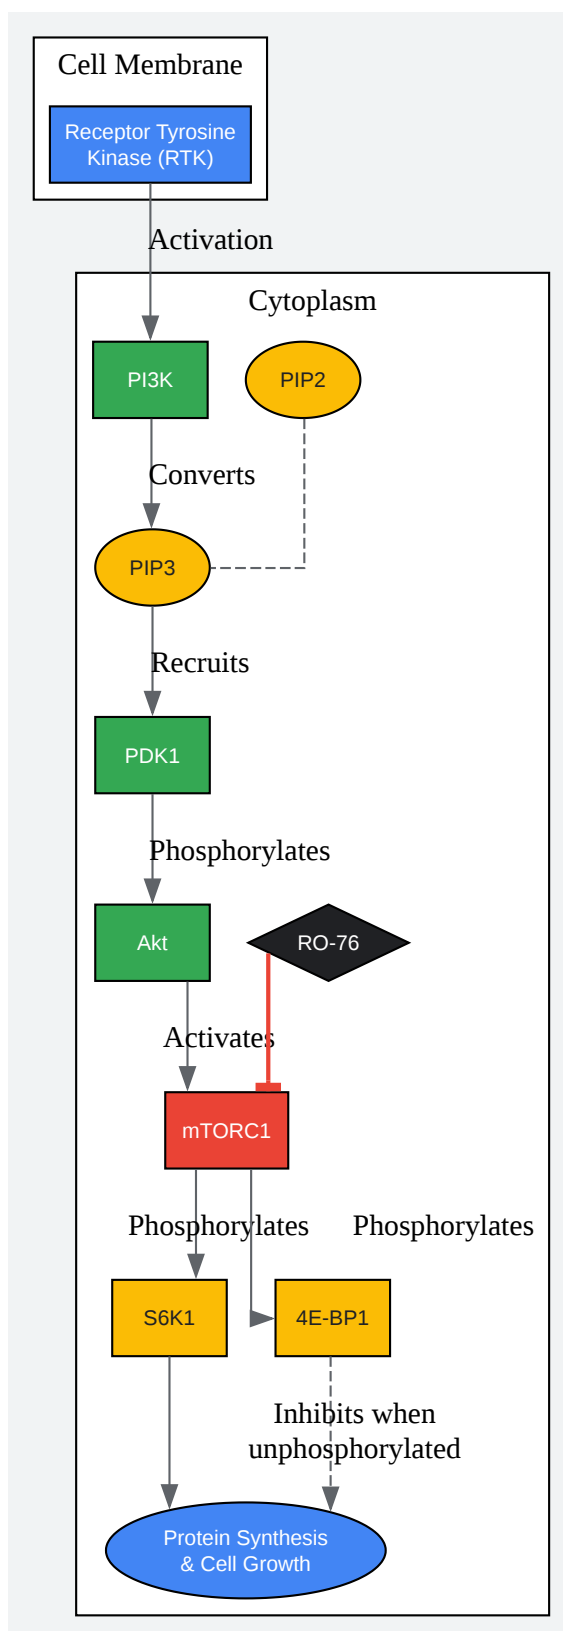 Cell Membrane
Receptor Tyrosine
Kinase (RTK)
Activation
Cytoplasm
PI3K
PIP2
Converts
PIP3
Recruits
PDK1
Phosphorylates
Akt
RO-76
Activates
mTORC1
Phosphorylates
Phosphorylates
S6K1
4E-BP1
Inhibits when
unphosphorylated
Protein Synthesis
& Cell Growth